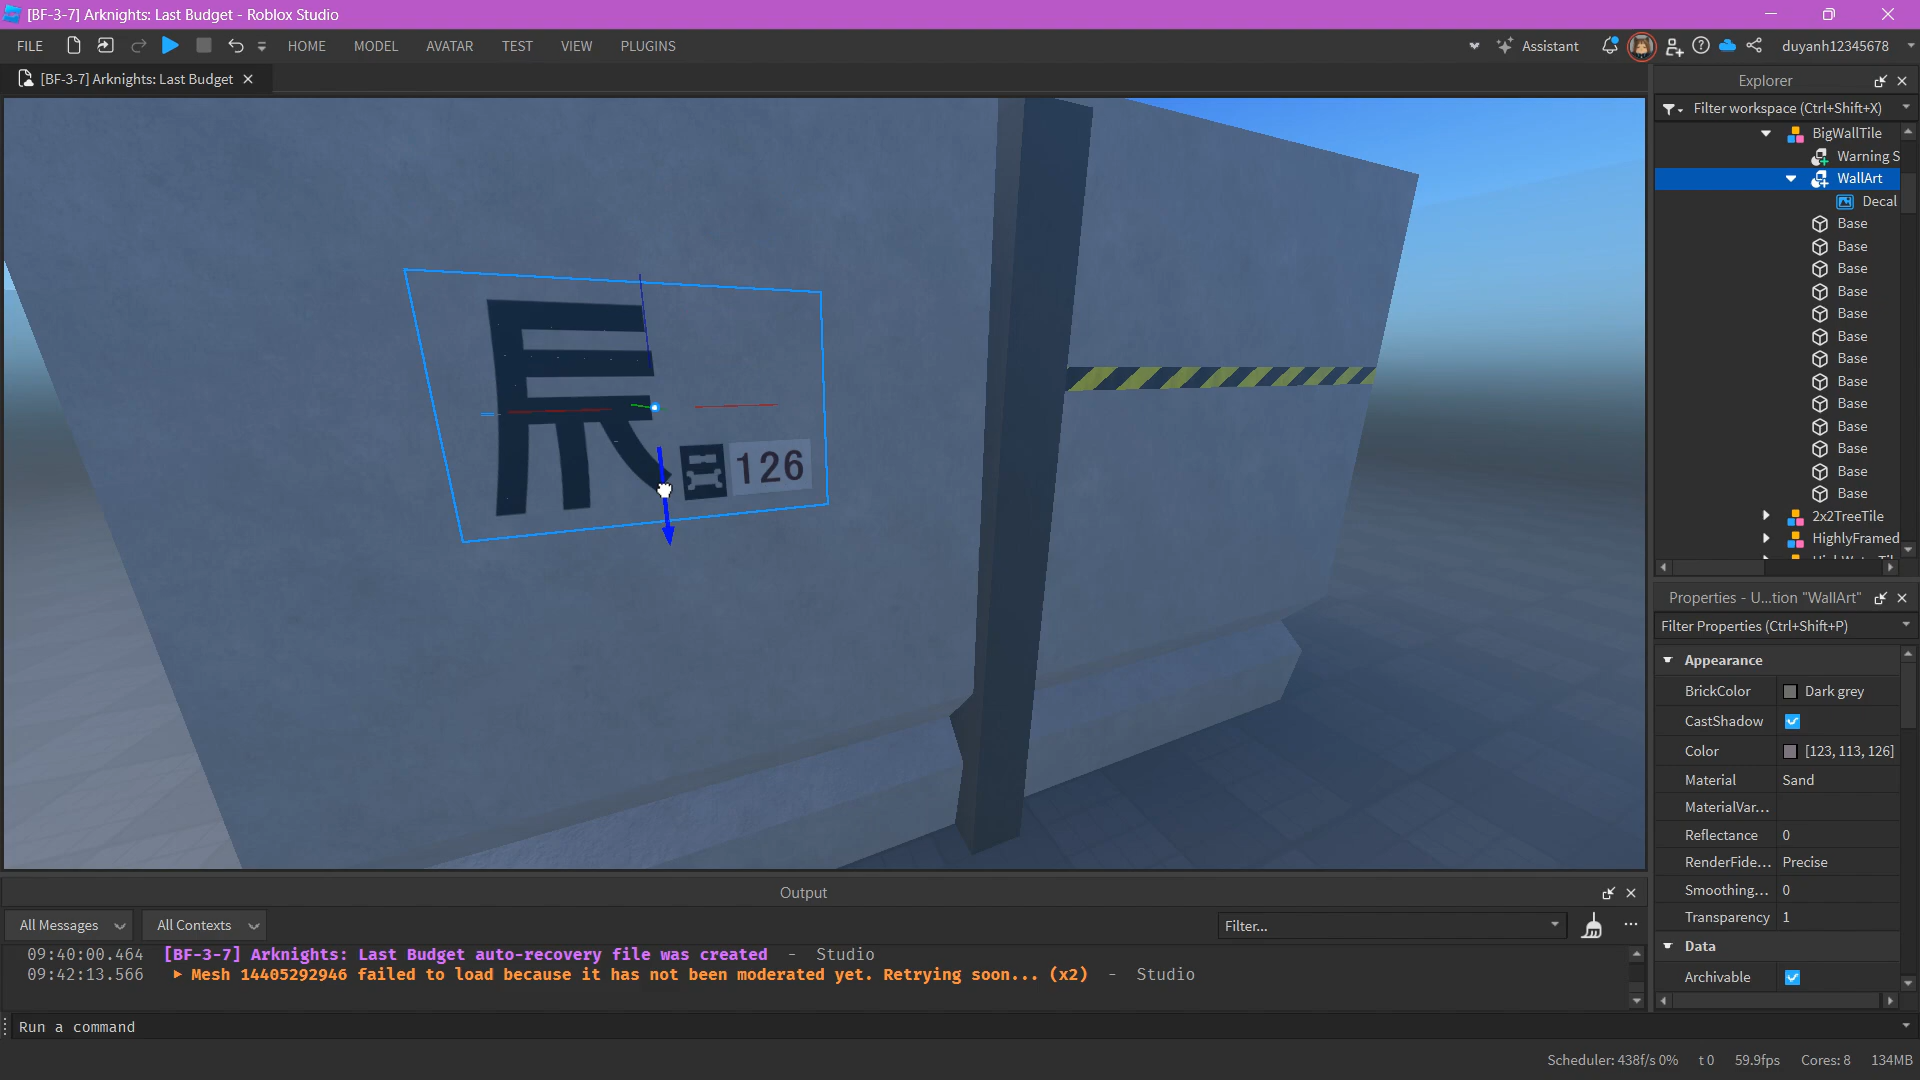 [BF-3-7] Arknights: Last Budget - Roblox Studio
FILE HOME MODEL AVATAR TEST VIEW PLUGINS Assistant duyanh12345678
[BF-3-7] Arknights: Last Budget
Explorer
Filter workspace (Ctrl+Shift+X)
BigWallTile
Warning S
WallArt
Decal
Base
Base
Base
Base
Base
Base
Base
Base
Base
Base
Base
Base
Base
2x2TreeTile
HighlyFramed
126
Properties - U...tion "WallArt"
Filter Properties (Ctrl+Shift+P)
Appearance
BrickColor Dark grey
CastShadow
Color [123, 113, 126]
Material Sand
MaterialVar...
Reflectance 0
RenderFide... Precise
Smoothing... 0
Transparency 1
Data
Archivable
Output
All Messages All Contexts Filter...
09:40:00.464 [BF-3-7] Arknights: Last Budget auto-recovery file was created - Studio
09:42:13.566 Mesh 14405292946 failed to load because it has not been moderated yet. Retrying soon... (x2) - Studio
Run a command
Scheduler: 438f/s 0% t 0 59.9fps Cores: 8 134MB